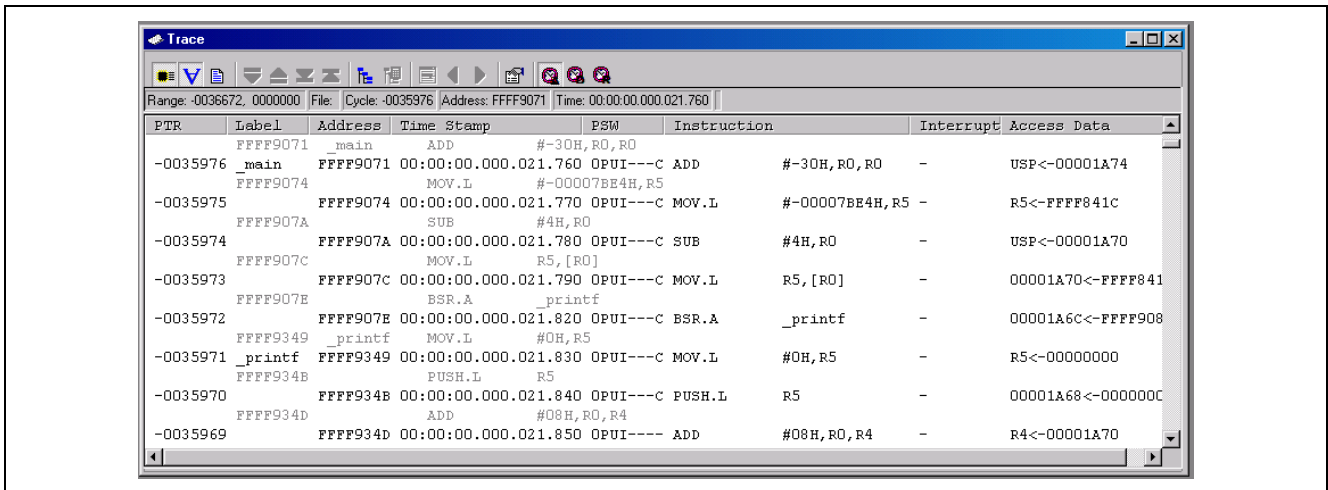 Trace
Range: -0036672, 0000000 File: Cycle: -0035976 Address: FFFF9071 Time: 00:00:00.000.021.760
PTR Label Address Time Stamp PSW Instruction Interrupt Access Data
FFFF9071 _main ADD #-30H,R0,R0
-0035976 _main FFFF9071 00:00:00.000.021.760 0PUI---C ADD #-30H,R0,R0 - USP<-00001A74
FFFF9074 MOV.L #-00007BE4H,R5
-0035975 FFFF9074 00:00:00.000.021.770 0PUI---C MOV.L #-00007BE4H,R5 - R5<-FFFF841C
FFFF907A SUB #4H,R0
-0035974 FFFF907A 00:00:00.000.021.780 0PUI---C SUB #4H,R0 - USP<-00001A70
FFFF907C MOV.L R5,[R0]
-0035973 FFFF907C 00:00:00.000.021.790 0PUI---C MOV.L R5,[R0] - 00001A70<-FFFF841
FFFF907E BSR.A _printf
-0035972 FFFF907E 00:00:00.000.021.820 0PUI---C BSR.A _printf - 00001A6C<-FFFF908
FFFF9349 _printf MOV.L #0H,R5
-0035971 _printf FFFF9349 00:00:00.000.021.830 0PUI---C MOV.L #0H,R5 - R5<-00000000
FFFF934B PUSH.L R5
-0035970 FFFF934B 00:00:00.000.021.840 0PUI---C PUSH.L R5 - 00001A68<-0000000
FFFF934D ADD #08H,R0,R4
-0035969 FFFF934D 00:00:00.000.021.850 0PUI---- ADD #08H,R0,R4 - R4<-00001A70